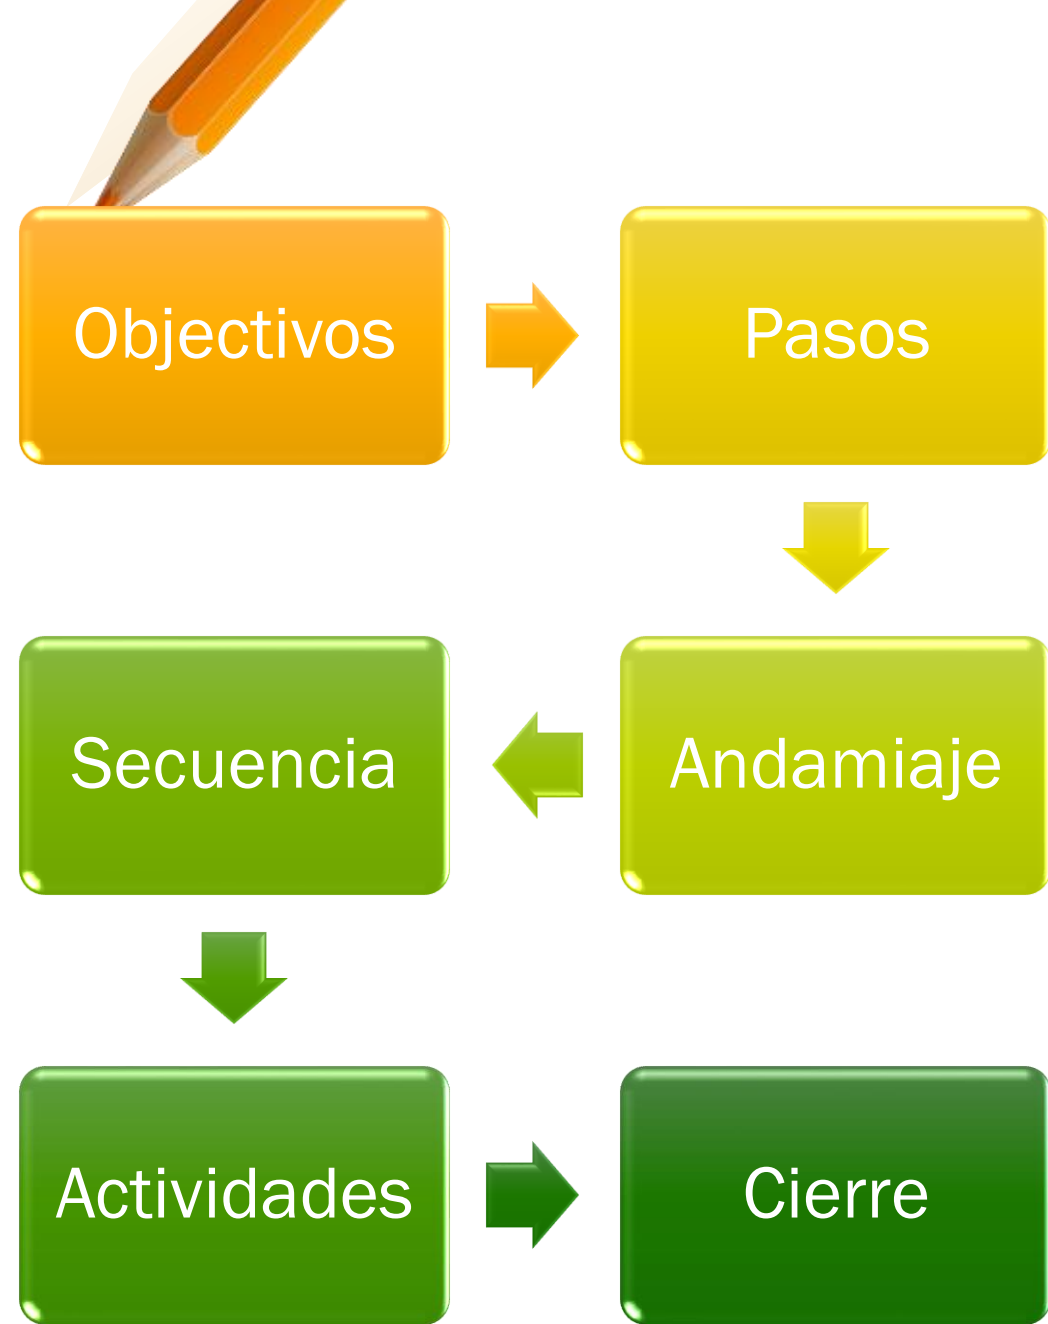 Objectivos
Pasos
Andamiaje
Secuencia
Actividades
Cierre